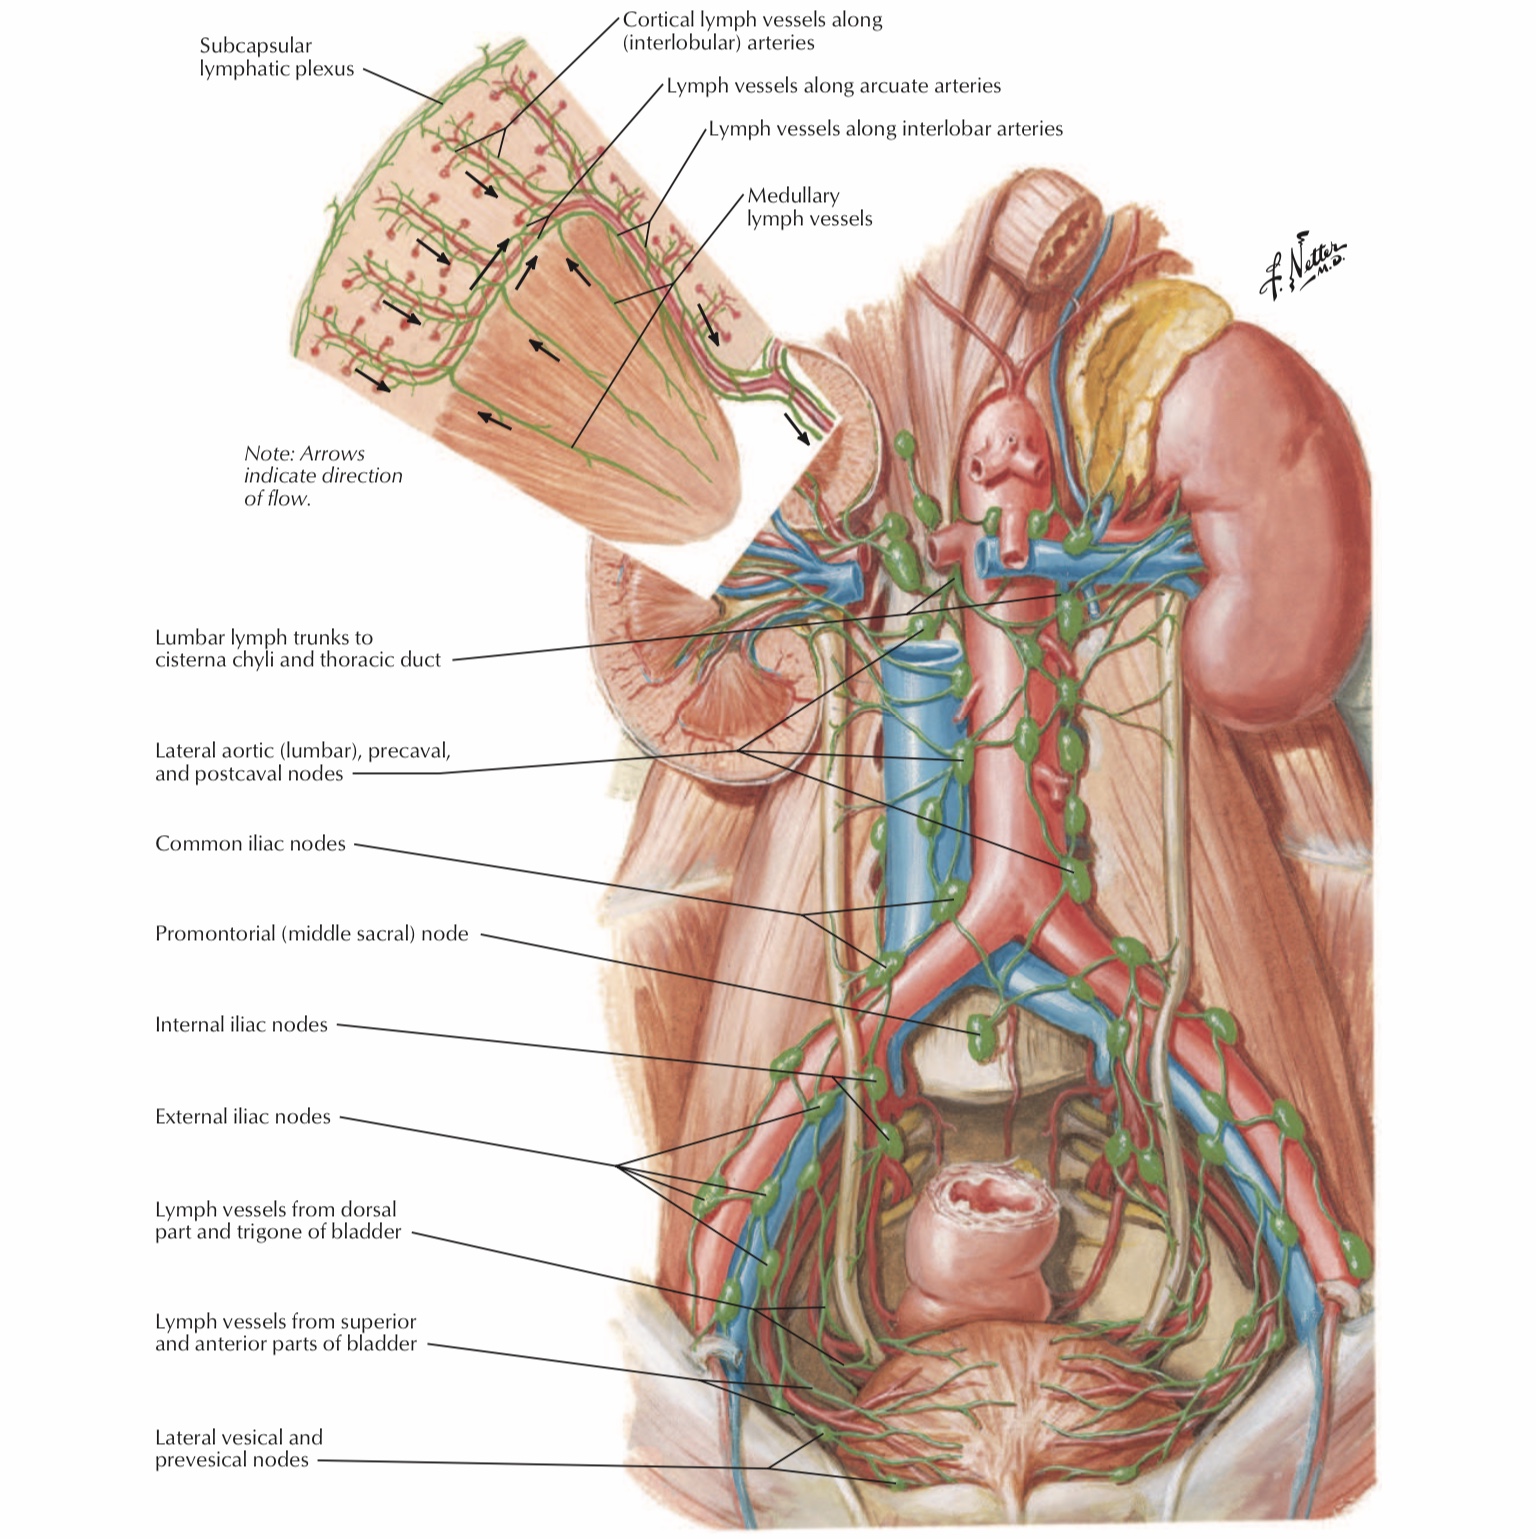 Cortical lymph vessels along
(interlobular) arteries
Subcapsular
lymphatic plexus
Lymph vessels along arcuate arteries
Lymph vessels along interlobar arteries
Medullary
lymph vessels
F. Netter
M.D.
Note: Arrows
indicate direction
of flow.
Lumbar lymph trunks to
cisterna chyli and thoracic duct
Lateral aortic (lumbar), precaval,
and postcaval nodes
Common iliac nodes
Promontorial (middle sacral) node
Internal iliac nodes
External iliac nodes
Lymph vessels from dorsal
part and trigone of bladder
Lymph vessels from superior
and anterior parts of bladder
Lateral vesical and
prevesical nodes